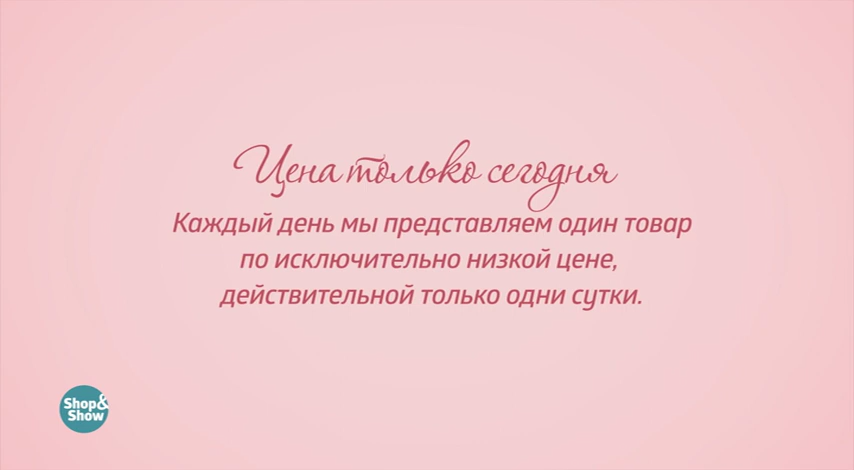 Цена только сегодня
Каждый день мы представляем один товар
по исключительно низкой цене,
действительной только одни сутки.
Shop&
Show